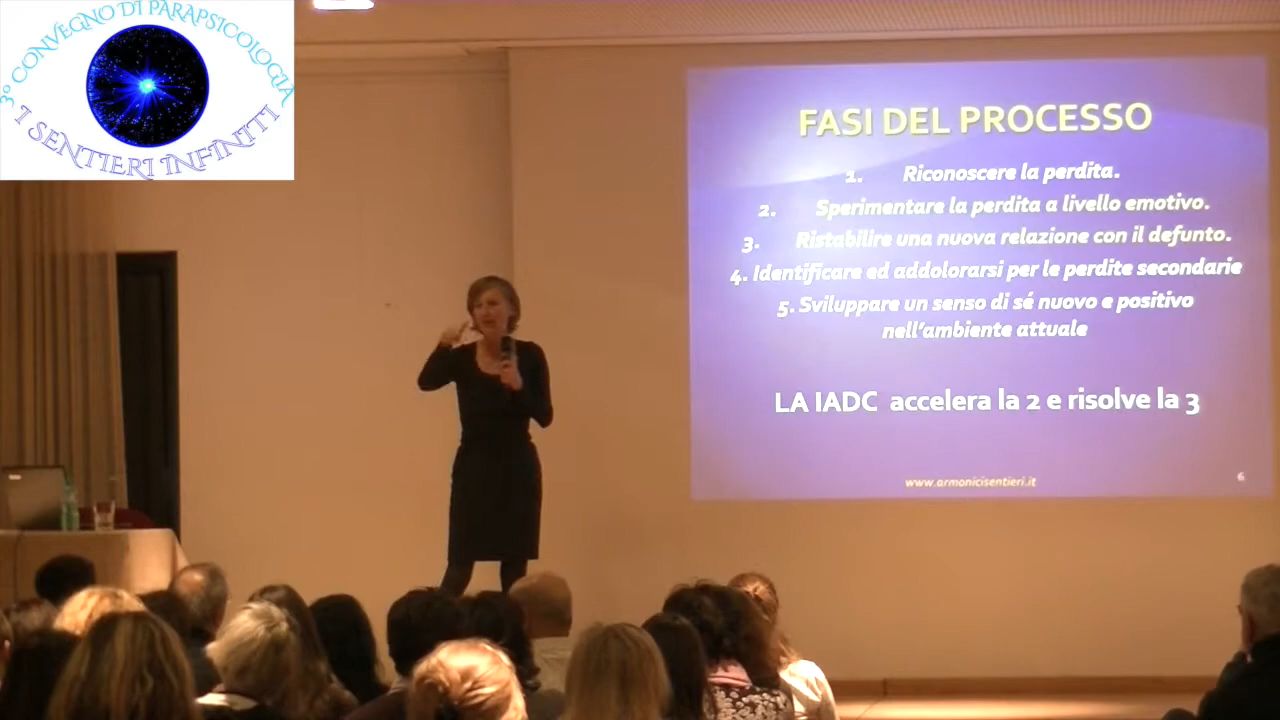 3° CONVEGNO DI PARAPSICOLOGIA
I SENTIERI INFINITI
FASI DEL PROCESSO
1. Riconoscere la perdita.
2. Sperimentare la perdita a livello emotivo.
3. Ristabilire una nuova relazione con il defunto.
4. Identificare ed addolorarsi per le perdite secondarie
5. Sviluppare un senso di sé nuovo e positivo
nell'ambiente attuale
LA IADC accelera la 2 e risolve la 3
www.armonicisentieri.it
6